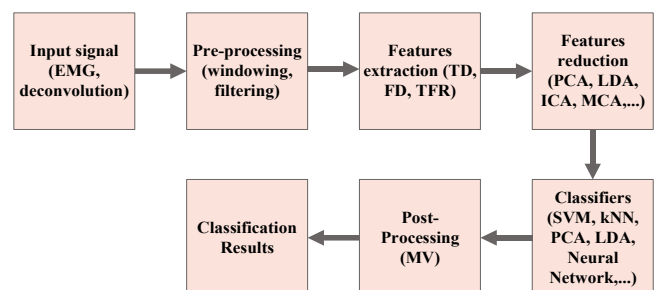 Input signal
(EMG,
deconvolution)
Pre-processing
(windowing,
filtering)
Features
extraction (TD,
FD, TFR)
Features
reduction
(PCA, LDA,
ICA, MCA,...)
Classifiers
(SVM, kNN,
PCA, LDA,
Neural
Network,...)
Post-
Processing
(MV)
Classification
Results